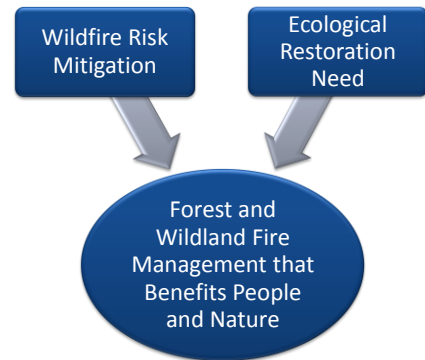 Wildfire Risk
Mitigation
Ecological
Restoration
Need
Forest and
Wildland Fire
Management that
Benefits People
and Nature